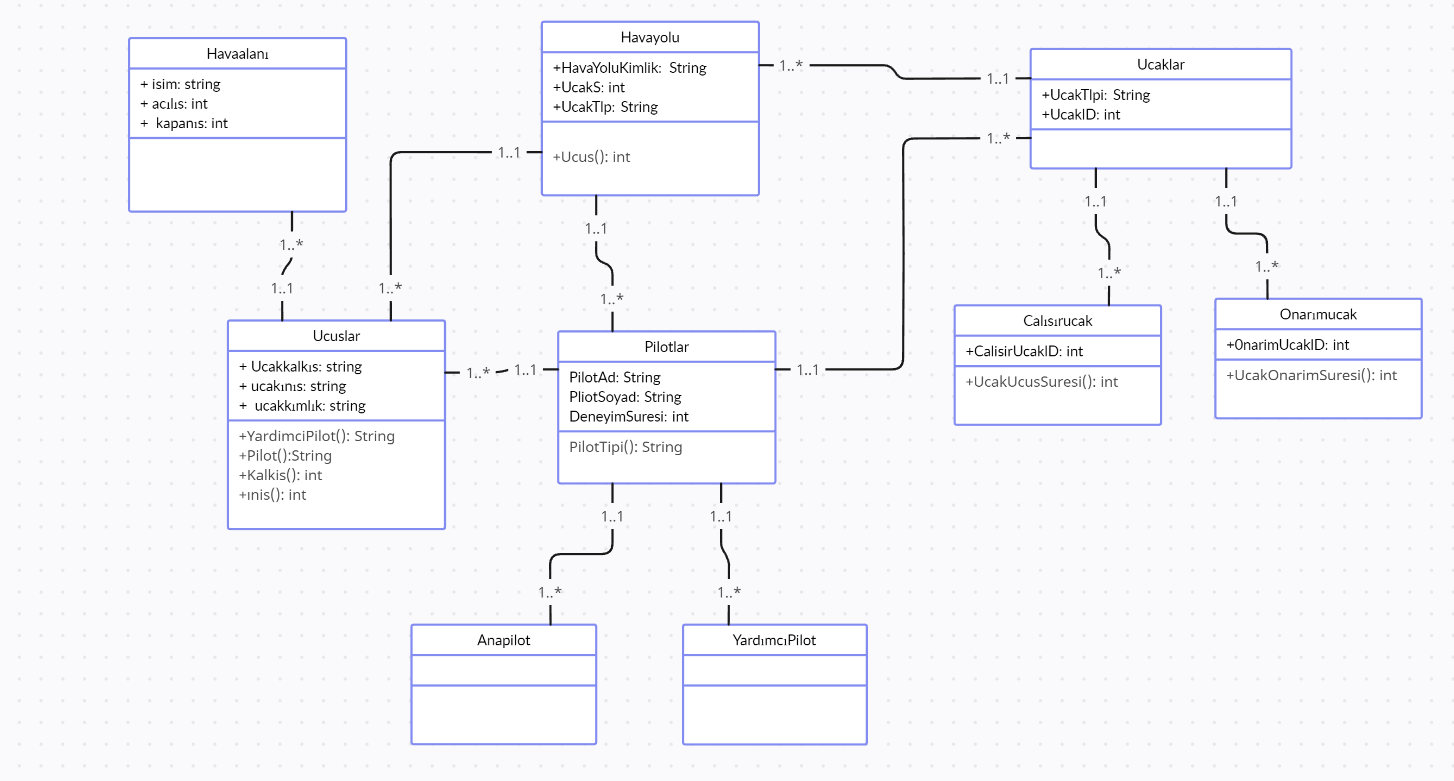 Havaalanı
+ isim: string
+ acılıs: int
+ kapanıs: int
Havayolu
+HavaYoluKimlik: String
+UcakS: int
+UcakTIp: String
+Ucus(): int
Ucaklar
+UcakTIpi: String
+UcakID: int
1..*
1..1
1..1
1..*
1..1
1..*
1..*
1..1
1..1
1..*
1..1
1..*
1..1
1..*
Ucuslar
+ Ucakkalkıs: string
+ ucakınıs: string
+ ucakkımlık: string
+YardimciPilot(): String
+Pilot():String
+Kalkis(): int
+ınis(): int
1..*
1..1
Pilotlar
PilotAd: String
PliotSoyad: String
DeneyimSuresi: int
PilotTipi(): String
1..1
Calısırucak
+CalisirUcakID: int
+UcakUcusSuresi(): int
Onarımucak
+0narimUcakID: int
+UcakOnarimSuresi(): int
1..1
1..1
1..*
1..*
Anapilot
YardımcıPilot